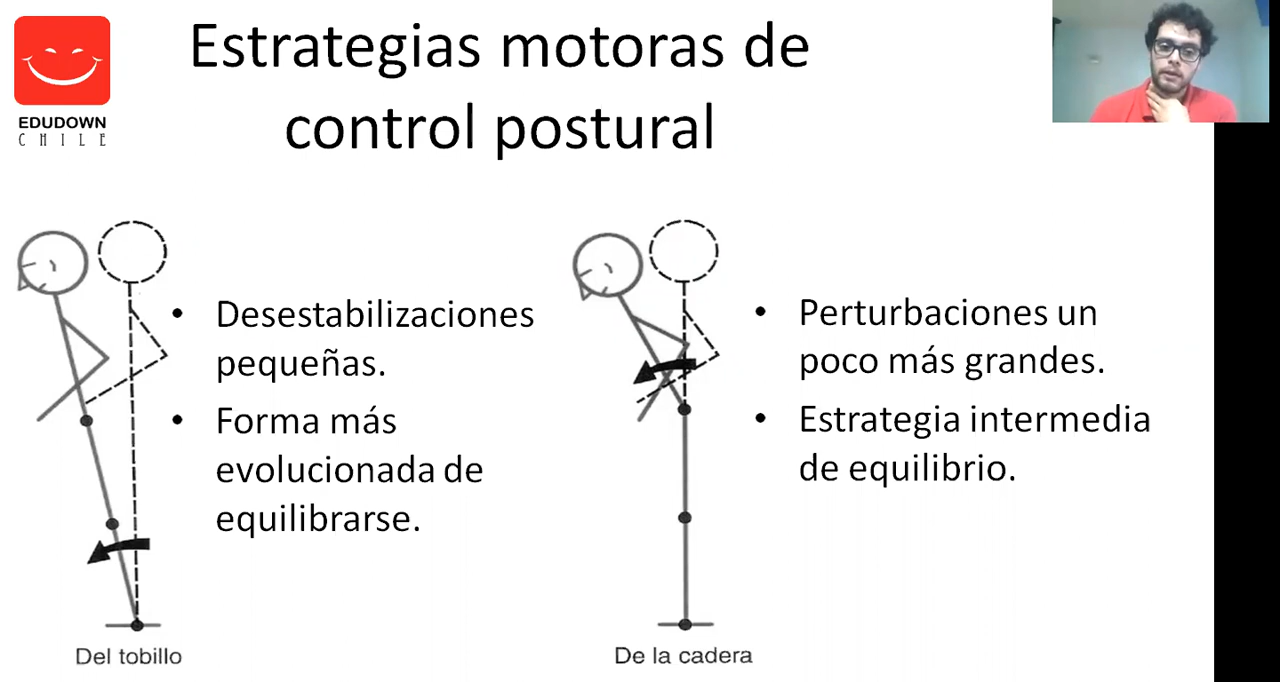 Estrategias motoras de
control postural
EDUDOWN
CHILE
• Desestabilizaciones
pequeñas.
• Forma más
evolucionada de
equilibrarse.
• Perturbaciones un
poco más grandes.
• Estrategia intermedia
de equilibrio.
Del tobillo
De la cadera